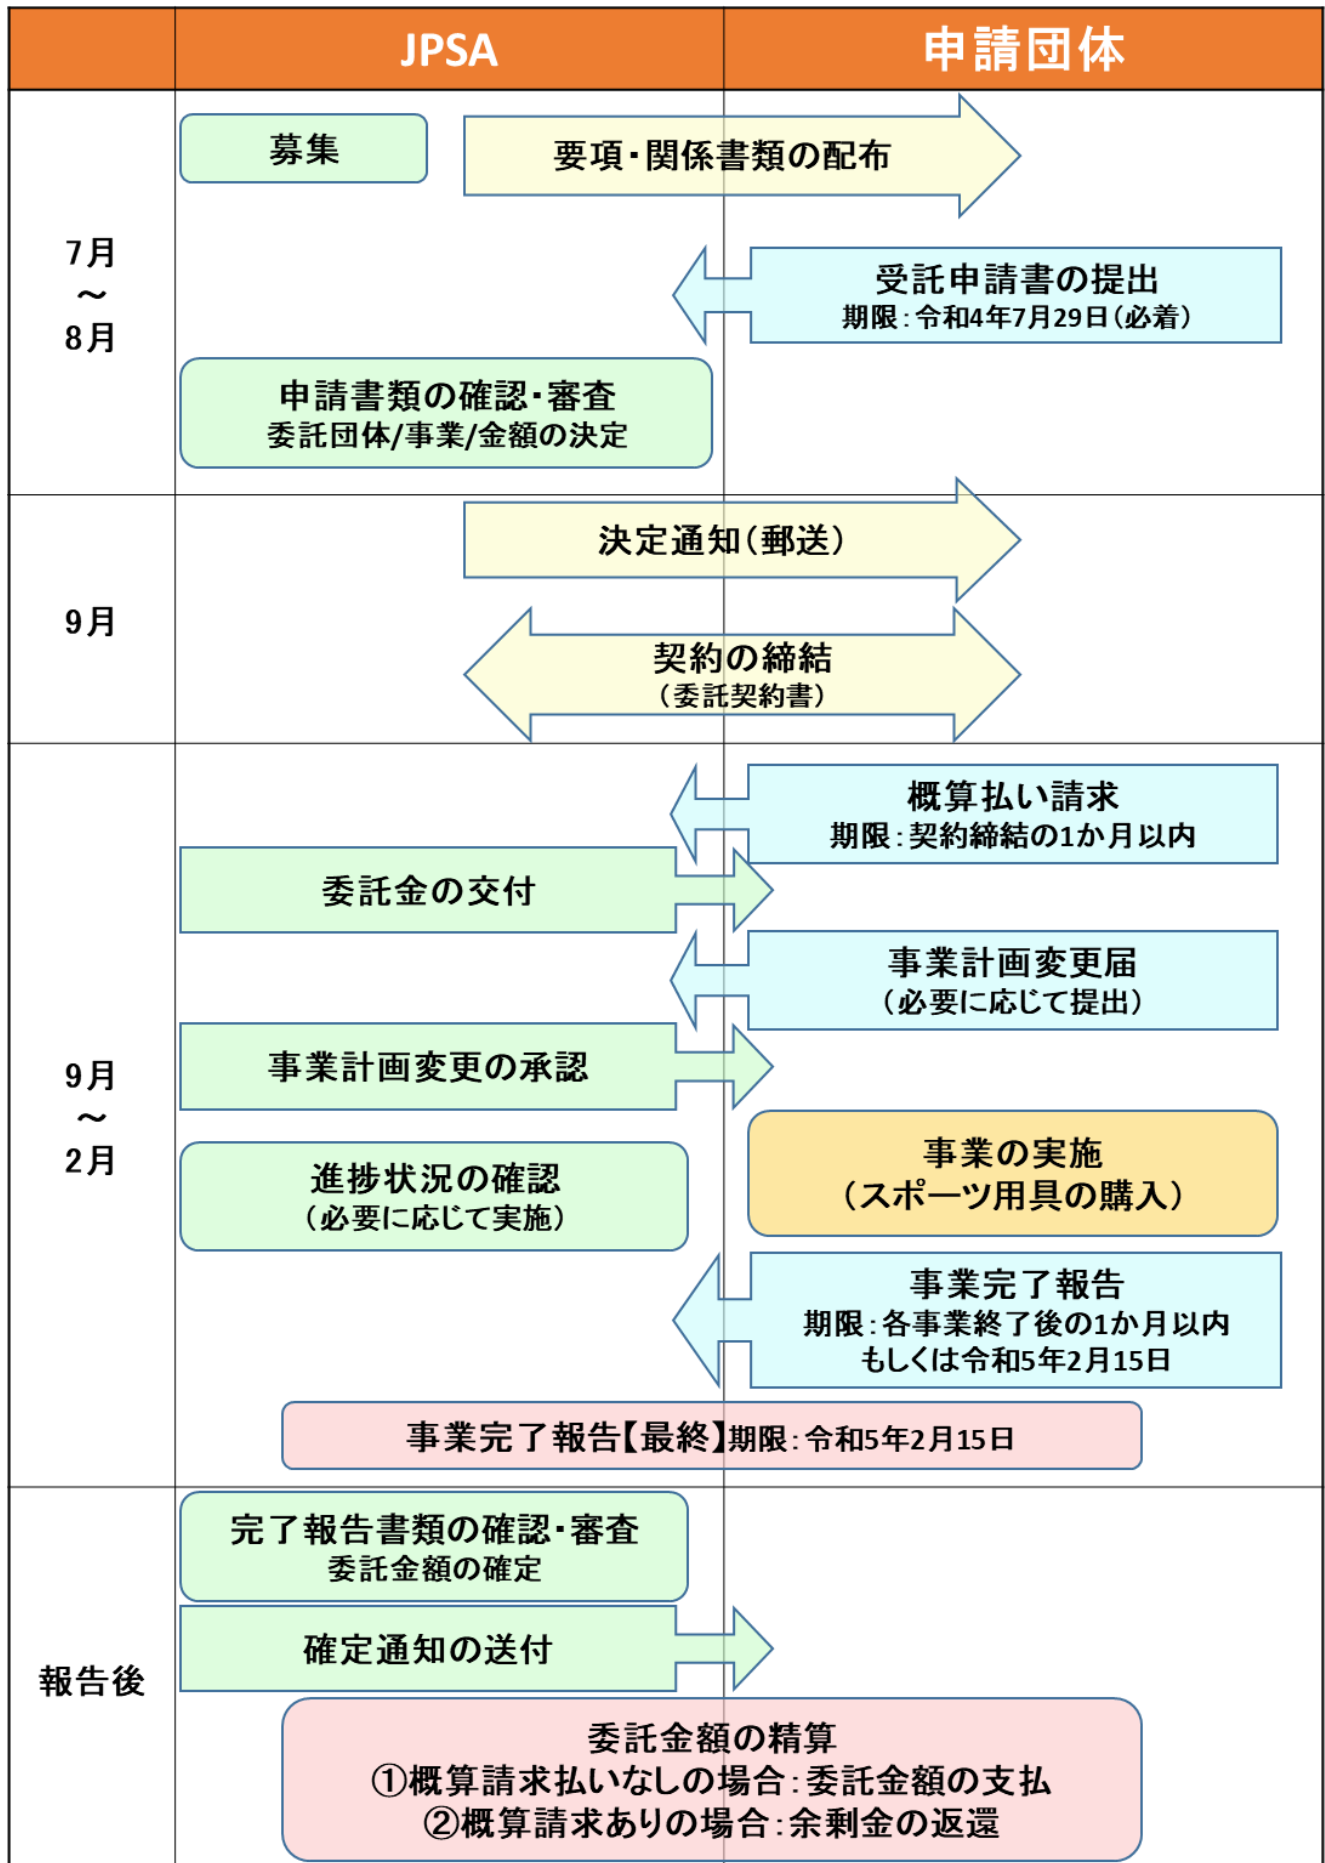 JPSA
申請団体
7月
～
8月
募集
要項・関係書類の配布
受託申請書の提出
期限：令和4年7月29日（必着）
申請書類の確認・審査
委託団体/事業/金額の決定
9月
決定通知（郵送）
契約の締結
（委託契約書）
9月
～
2月
概算払い請求
期限：契約締結の1か月以内
委託金の交付
事業計画変更届
（必要に応じて提出）
事業計画変更の承認
進捗状況の確認
（必要に応じて実施）
事業の実施
（スポーツ用具の購入）
事業完了報告
期限：各事業終了後の1か月以内
もしくは令和5年2月15日
事業完了報告【最終】期限：令和5年2月15日
報告後
完了報告書類の確認・審査
委託金額の確定
確定通知の送付
委託金額の精算
①概算請求払いなしの場合：委託金額の支払
②概算請求ありの場合：余剰金の返還